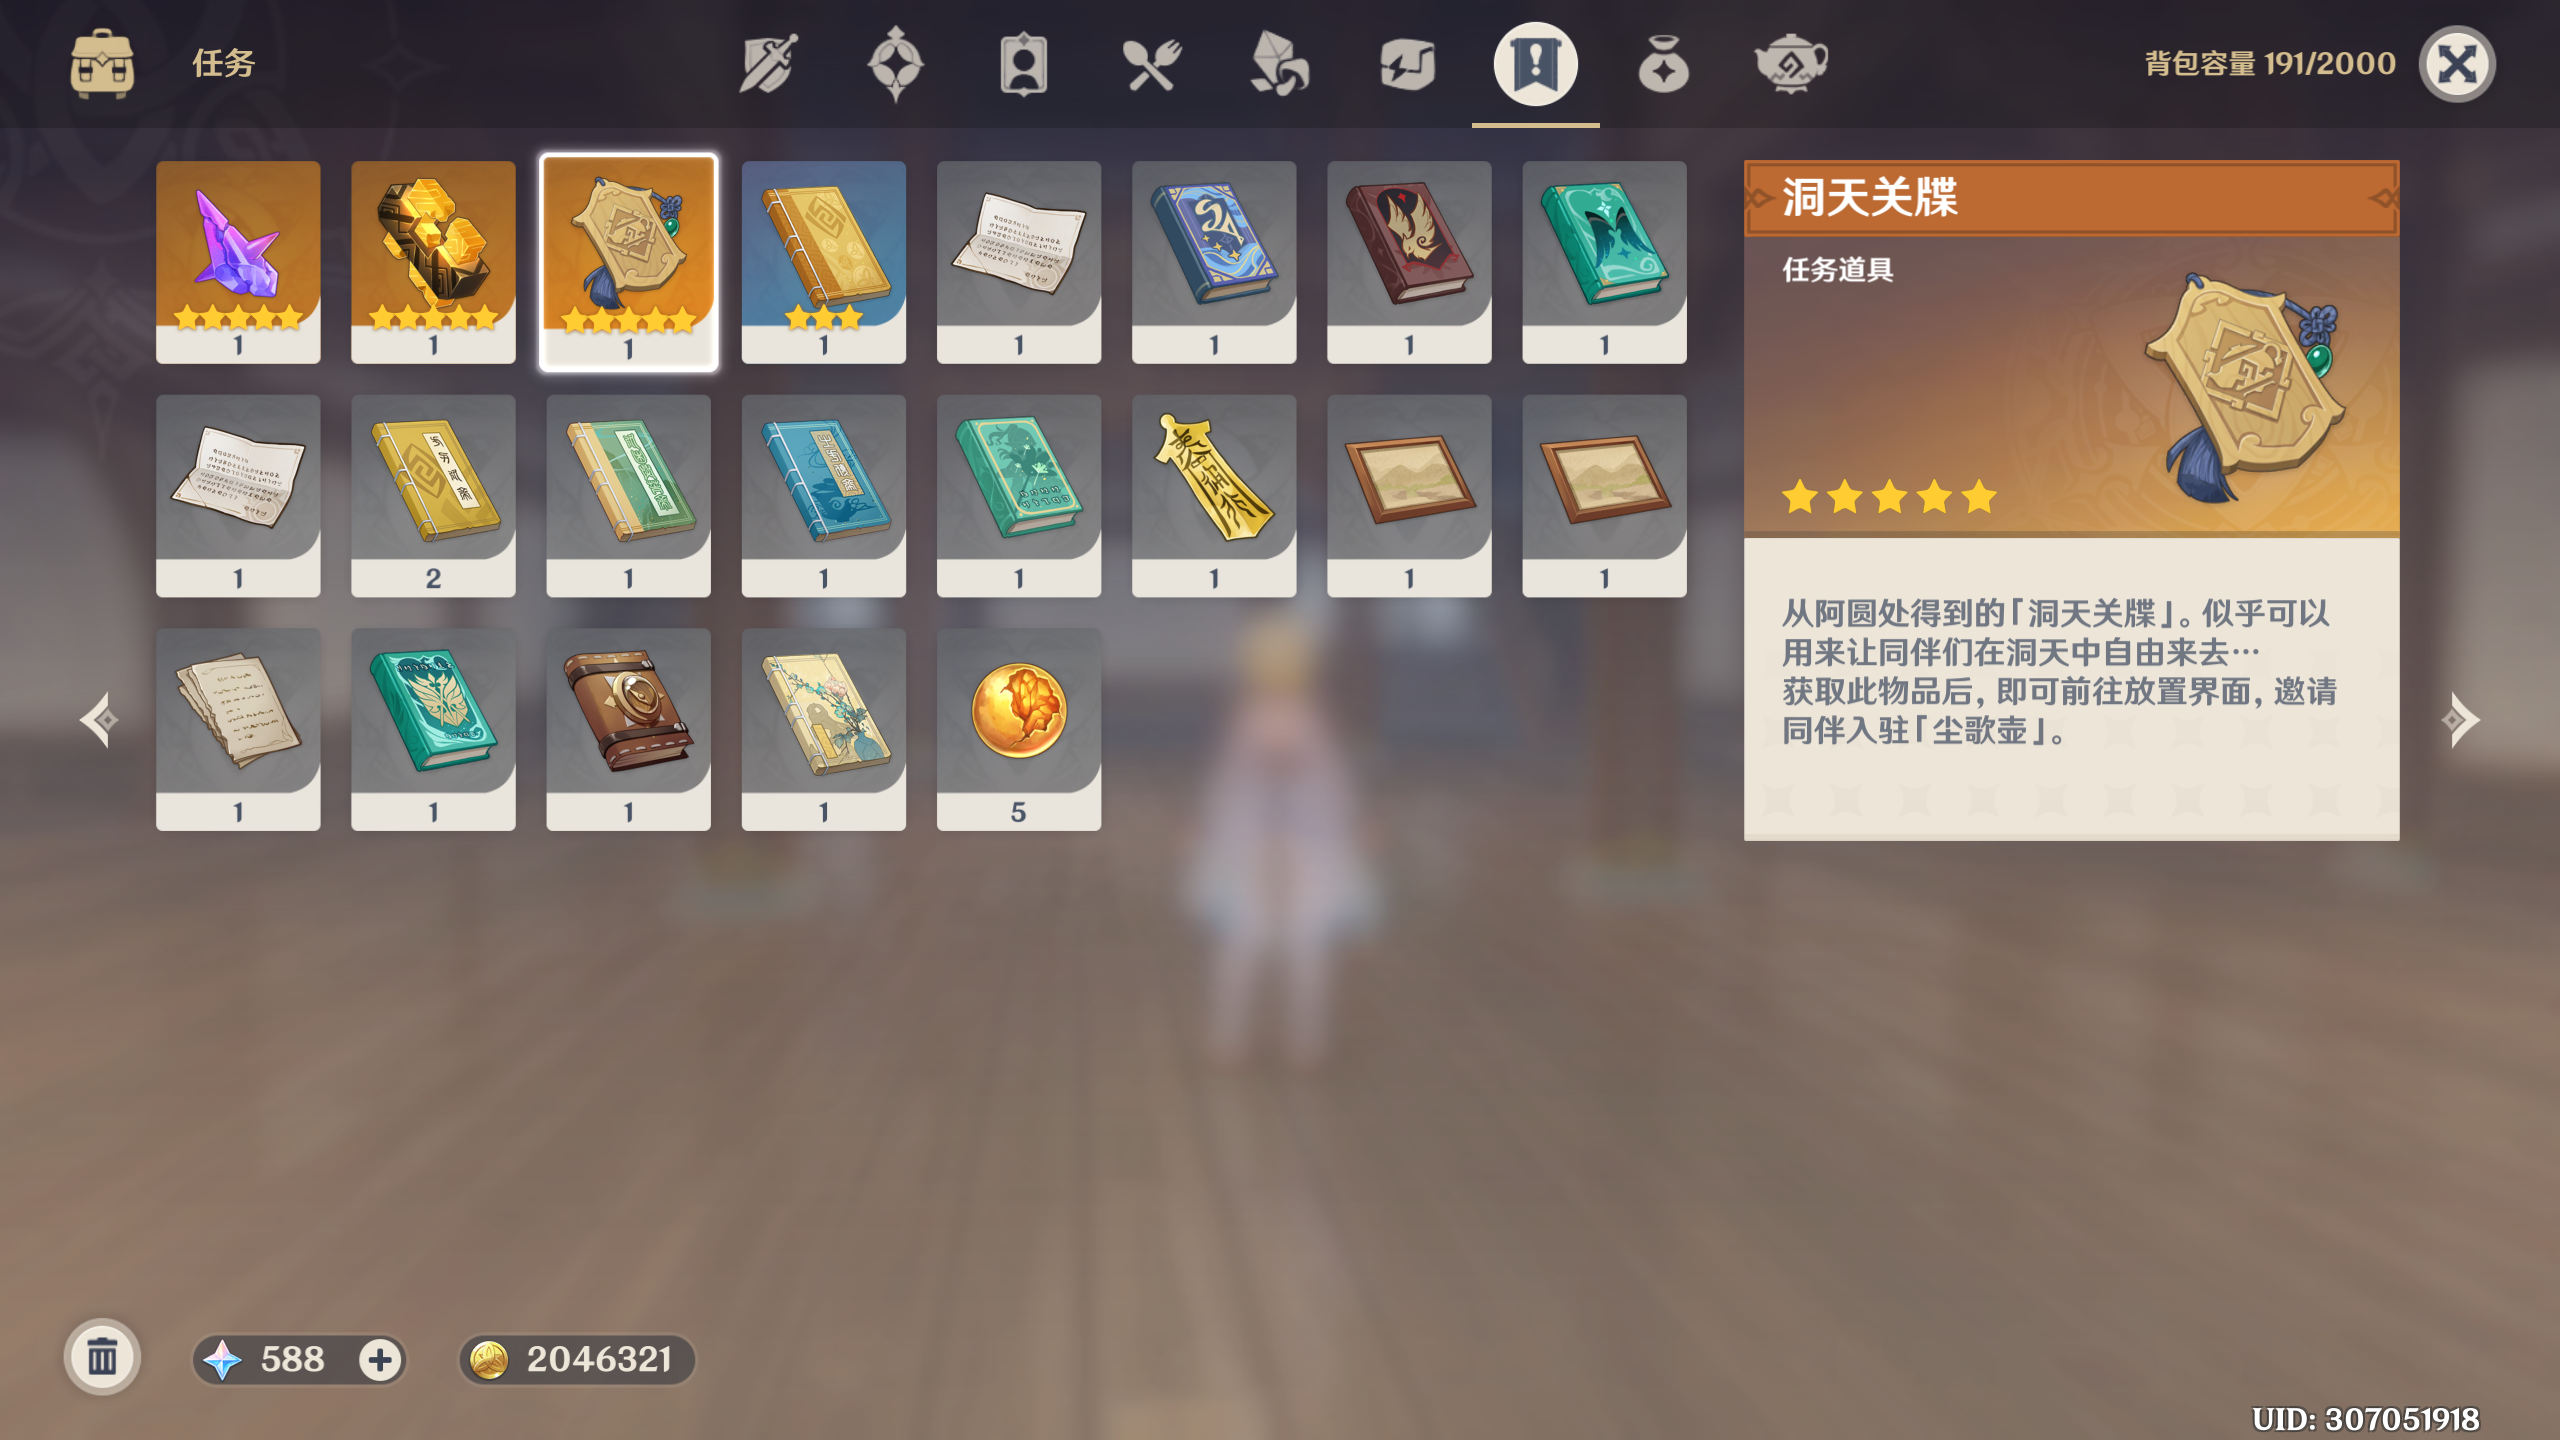 任务
背包容量 191/2000
1
1
1
1
1
1
1
1
1
2
1
1
1
1
1
1
1
1
1
1
5
洞天关牒
任务道具
从阿圆处得到的「洞天关牒」。似乎可以
用来让同伴们在洞天中自由来去…
获取此物品后,即可前往放置界面,邀请
同伴入驻「尘歌壶」。
588
2046321
UID: 307051918